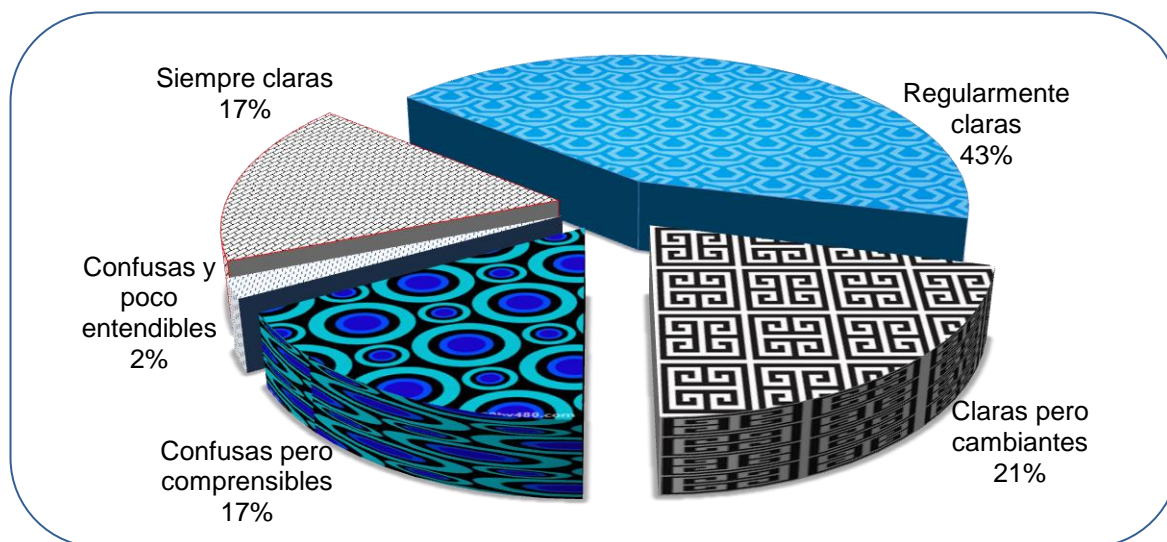 Siempre claras
17%
Regularmente
claras
43%
Confusas y
poco
entendibles
2%
Confusas pero
comprensibles
17%
Claras pero
cambiantes
21%